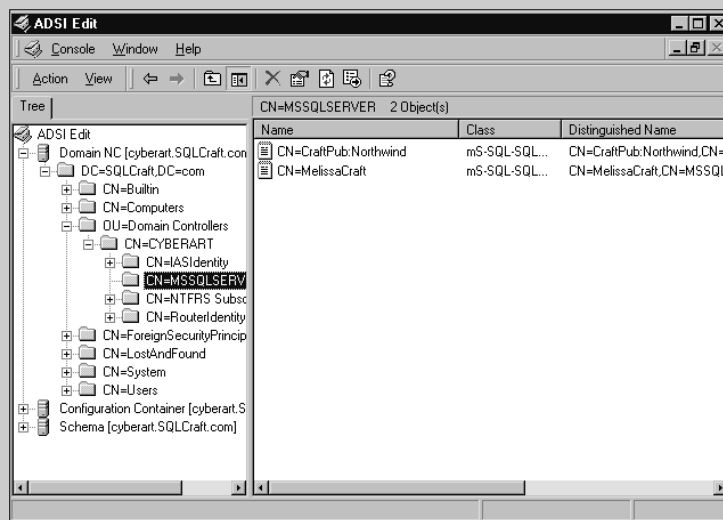 ADSI Edit
Console Window Help
Action View
Tree
CN=MSSQLSERVER 2 Object(s)
Name Class Distinguished Name
CN=CraftPub:Northwind mS-SQL-SQL... CN=CraftPub:Northwind,CN=
CN=MelissaCraft mS-SQL-SQL... CN=MelissaCraft,CN=MSSQL
ADSI Edit
Domain NC [cyberart.SQLCraft.con
DC=SQLCraft,DC=com
CN=Builtin
CN=Computers
OU=Domain Controllers
CN=CYBERART
CN=IASIdentity
CN=MSSQLSERV
CN=NTFRS Subsc
CN=RouterIdentity
CN=ForeignSecurityPrincip
CN=LostAndFound
CN=System
CN=Users
Configuration Container [cyberart.S
Schema [cyberart.SQLCraft.com]